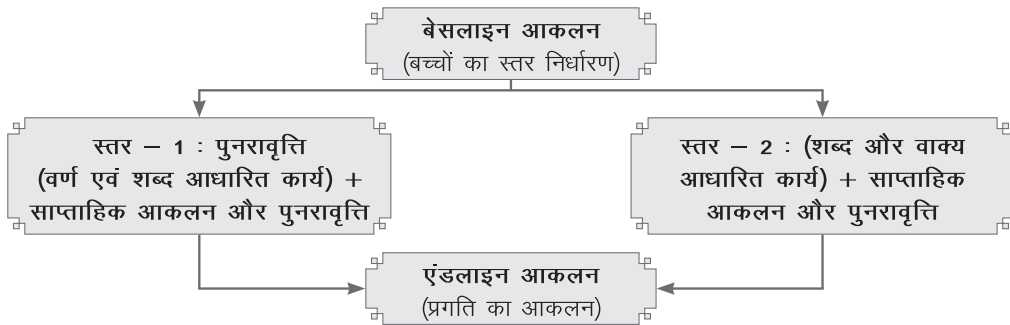 बेसलाइन आकलन
(बच्चों का स्तर निर्धारण)
स्तर – 1 : पुनरावृत्ति
(वर्ण एवं शब्द आधारित कार्य) +
साप्ताहिक आकलन और पुनरावृत्ति
स्तर – 2 : (शब्द और वाक्य
आधारित कार्य) + साप्ताहिक
आकलन और पुनरावृत्ति
एंडलाइन आकलन
(प्रगति का आकलन)